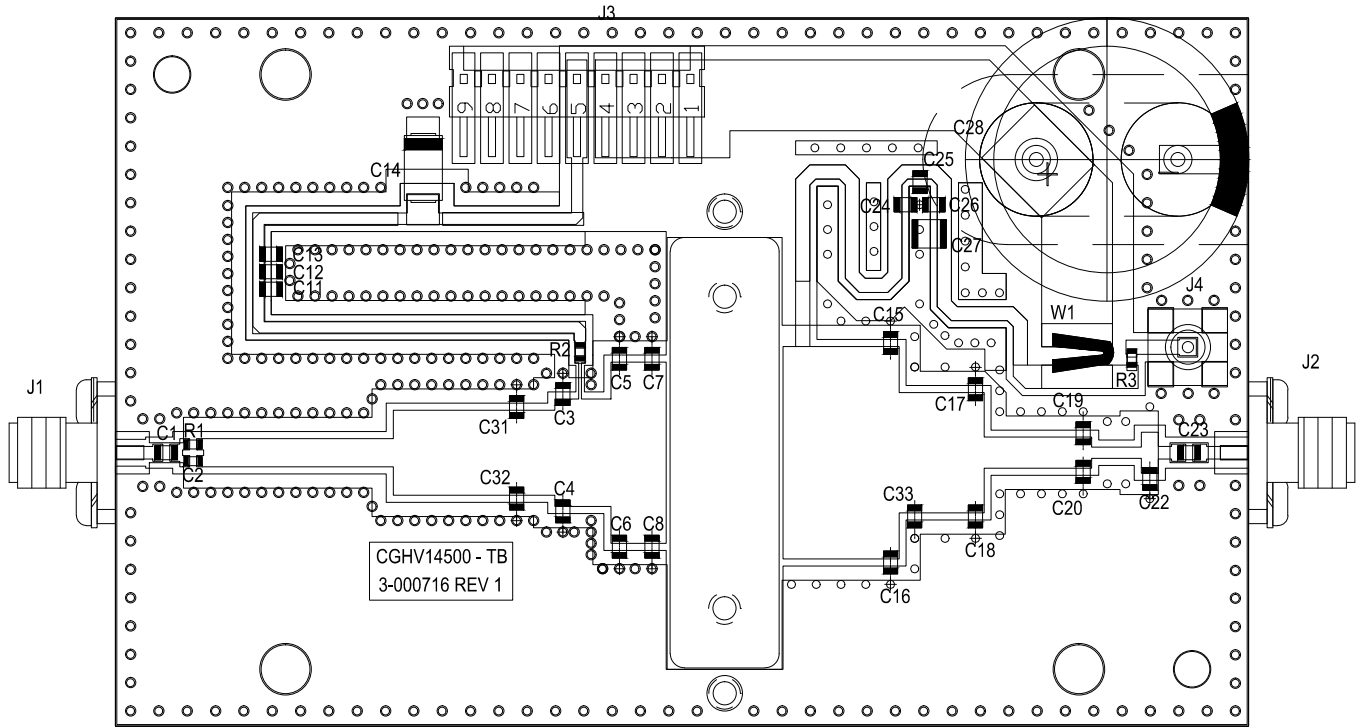 J3
9 8 7 6 5 4 3 2 1
C28
C14
C25
C24
C26
C27
C13
C12
C11
J4
W1
C15
R2
C5
C7
R3
J2
J1
C31
C3
C17
C19
C1
R1
C2
C23
C32
C4
C33
C20
C22
C6
C8
C18
C16
CGHV14500 - TB
3-000716 REV 1